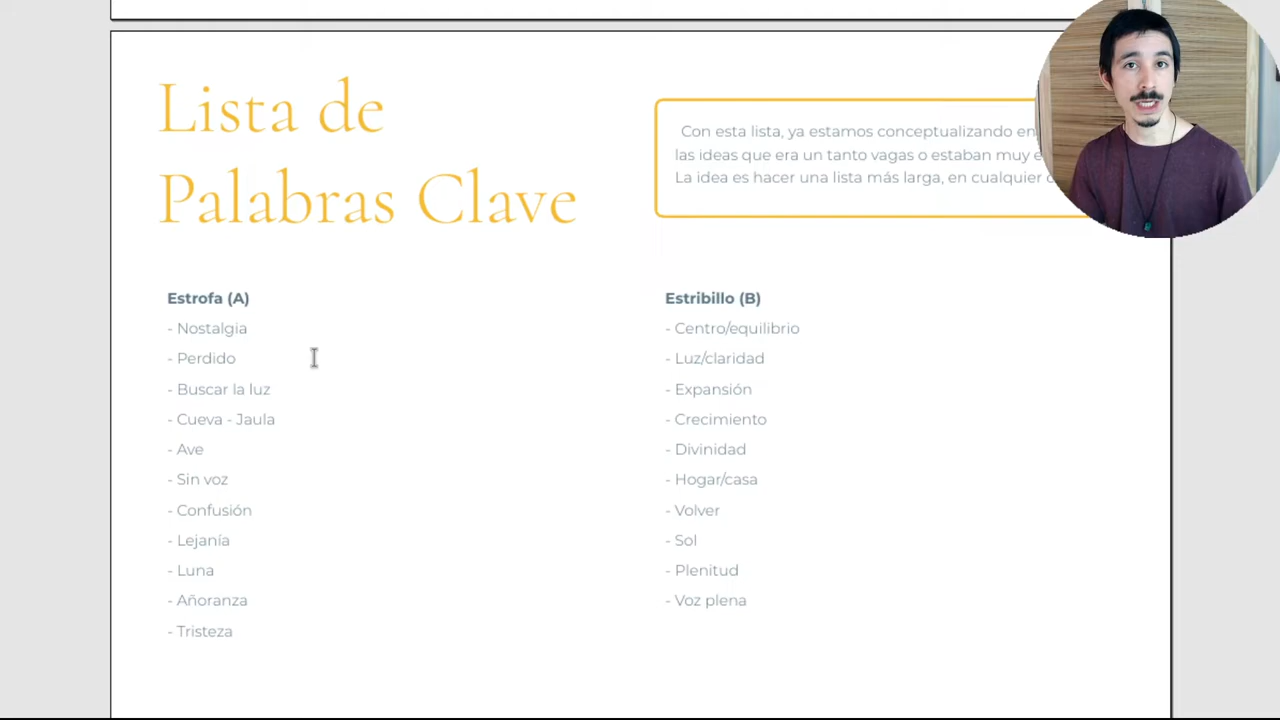 Lista de
Palabras Clave
Con esta lista, ya estamos conceptualizando en
las ideas que era un tanto vagas o estaban muy
La idea es hacer una lista más larga, en cualquier
Estrofa (A)
- Nostalgia
- Perdido
- Buscar la luz
- Cueva - Jaula
- Ave
- Sin voz
- Confusión
- Lejanía
- Luna
- Añoranza
- Tristeza
Estribillo (B)
- Centro/equilibrio
- Luz/claridad
- Expansión
- Crecimiento
- Divinidad
- Hogar/casa
- Volver
- Sol
- Plenitud
- Voz plena